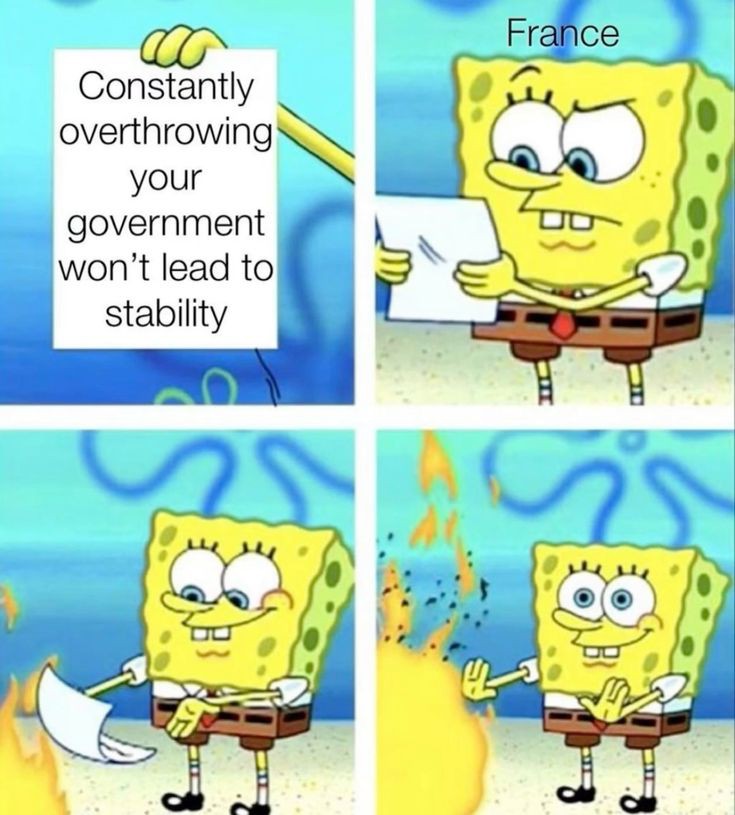 Constantly
overthrowing
your
government
won't lead to
stability
France